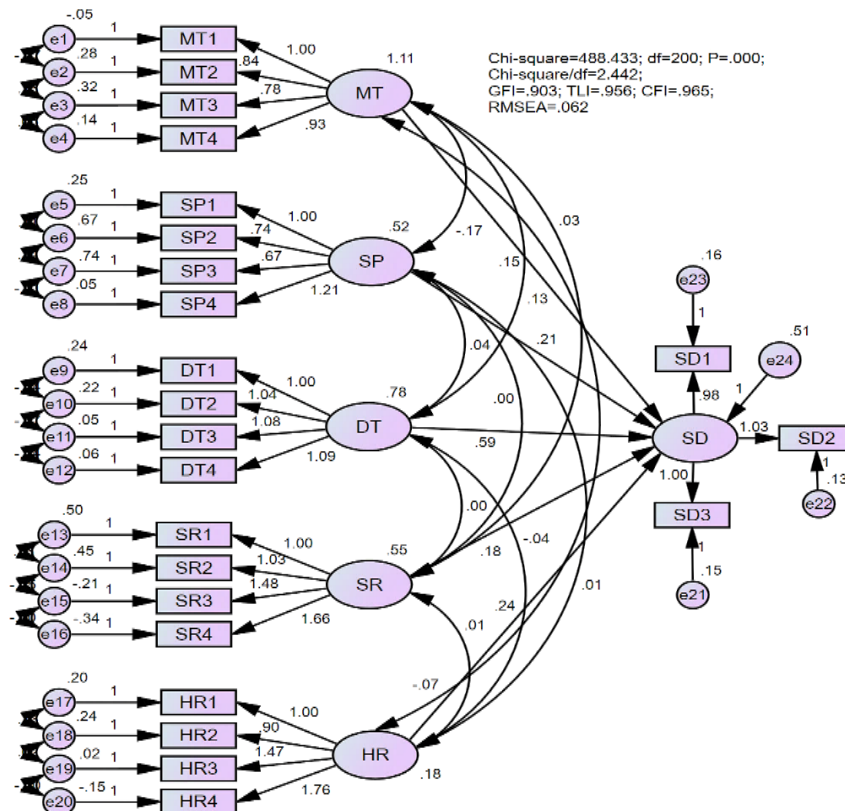 -.05
e1 1 MT1
.28
e2 1 MT2
.32
e3 1 MT3
.14
e4 1 MT4
1.00
.84
.78
.93
1.11
MT
Chi-square=488.433; df=200; P=.000;
Chi-square/df=2.442;
GFI=.903; TLI=.956; CFI=.965;
RMSEA=.062
.25
e5 1 SP1
.67
e6 1 SP2
.74
e7 1 SP3
.05
e8 1 SP4
1.00
.74
.67
1.21
.52
SP
-.17
.15
.03
.13
.21
.04
.00
.24
e9 1 DT1
.22
e10 1 DT2
.05
e11 1 DT3
.06
e12 1 DT4
1.00
1.04
1.08
1.09
.78
DT
.59
.16
e23
1
SD1
.98
.51
e24
1
SD
1.03
SD2
1
.13
e22
1.00
SD3
1
.15
e21
.50
e13 1 SR1
.45
e14 1 SR2
-.21
e15 1 SR3
-.34
e16 1 SR4
1.00
1.03
1.48
1.66
.55
SR
.00
.18
-.04
.01
.24
.01
-.07
.20
e17 1 HR1
.24
e18 1 HR2
.02
e19 1 HR3
-.15
e20 1 HR4
1.00
.90
1.47
1.76
HR
.18